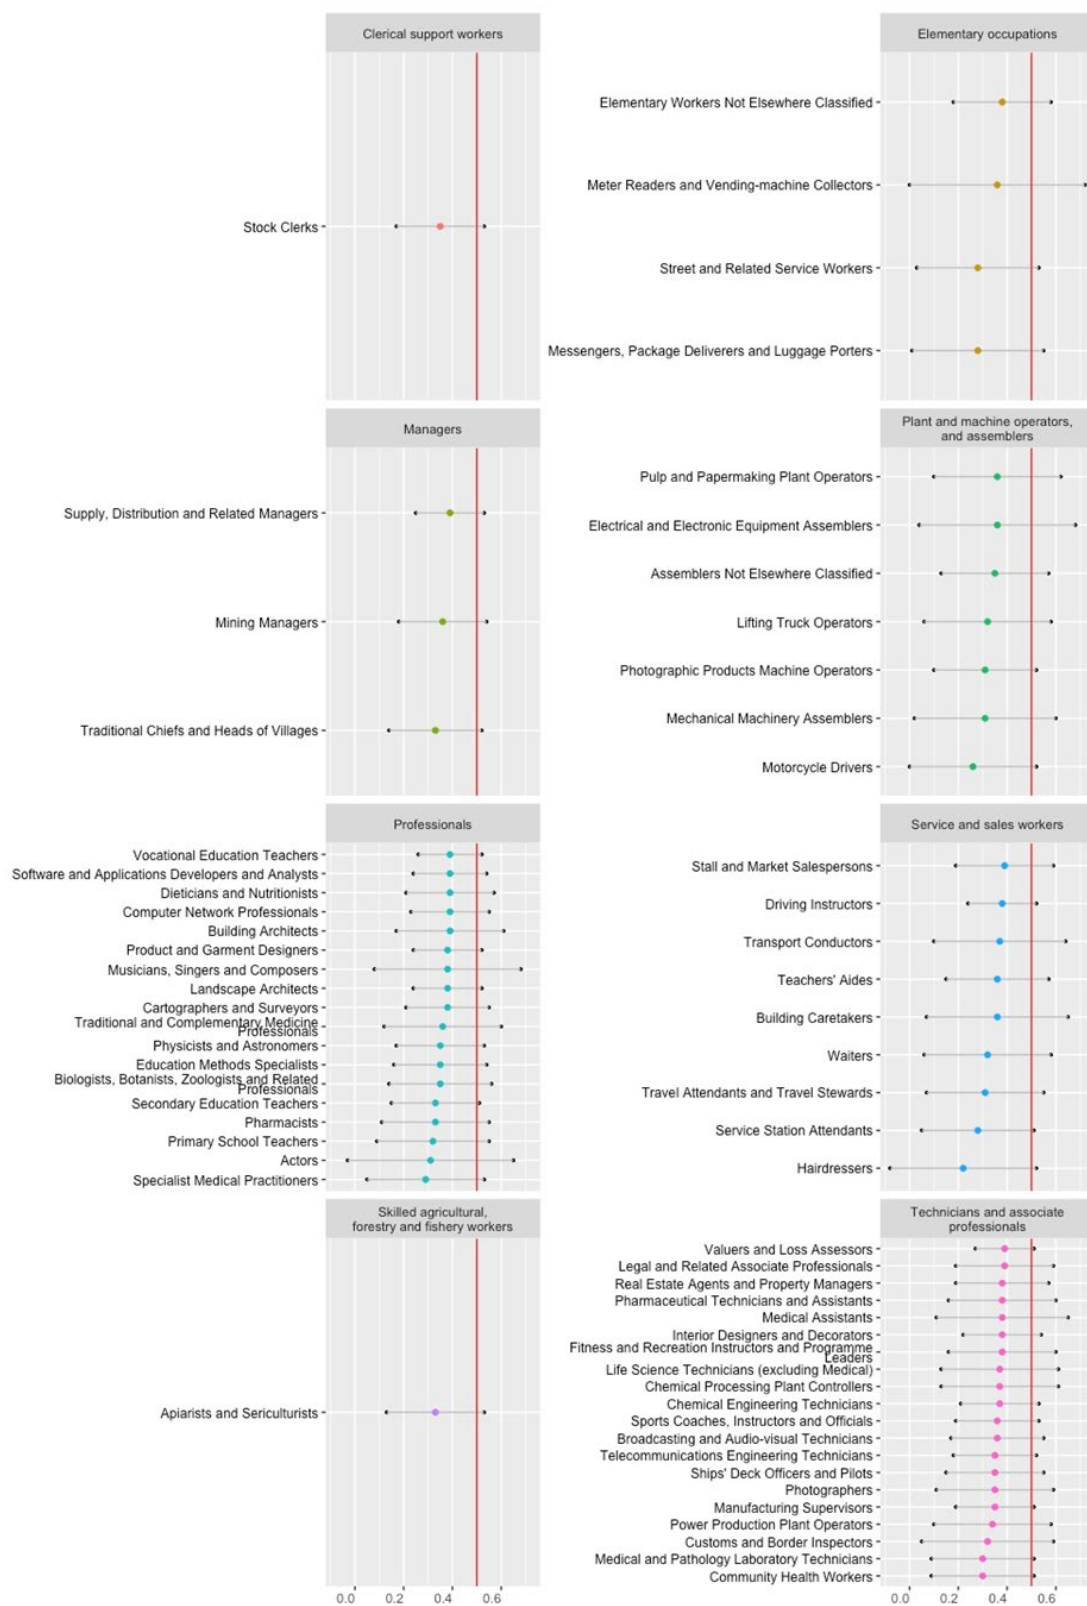 Clerical support workers
Stock Clerks
Elementary occupations
Elementary Workers Not Elsewhere Classified
Meter Readers and Vending-machine Collectors
Street and Related Service Workers
Messengers, Package Deliverers and Luggage Porters
Managers
Supply, Distribution and Related Managers
Mining Managers
Traditional Chiefs and Heads of Villages
Plant and machine operators,
and assemblers
Pulp and Papermaking Plant Operators
Electrical and Electronic Equipment Assemblers
Assemblers Not Elsewhere Classified
Lifting Truck Operators
Photographic Products Machine Operators
Mechanical Machinery Assemblers
Motorcycle Drivers
Professionals
Vocational Education Teachers
Software and Applications Developers and Analysts
Dieticians and Nutritionists
Computer Network Professionals
Building Architects
Product and Garment Designers
Musicians, Singers and Composers
Landscape Architects
Cartographers and Surveyors
Traditional and Complementary Medicine
Professionals
Physicists and Astronomers
Education Methods Specialists
Biologists, Botanists, Zoologists and Related
Professionals
Secondary Education Teachers
Pharmacists
Primary School Teachers
Actors
Specialist Medical Practitioners
Service and sales workers
Stall and Market Salespersons
Driving Instructors
Transport Conductors
Teachers' Aides
Building Caretakers
Waiters
Travel Attendants and Travel Stewards
Service Station Attendants
Hairdressers
Skilled agricultural,
forestry and fishery workers
Apiarists and Sericulturists
0.0 0.2 0.4 0.6
Technicians and associate
professionals
Valuers and Loss Assessors
Legal and Related Associate Professionals
Real Estate Agents and Property Managers
Pharmaceutical Technicians and Assistants
Medical Assistants
Interior Designers and Decorators
Fitness and Recreation Instructors and Programme
Leaders
Life Science Technicians (excluding Medical)
Chemical Processing Plant Controllers
Chemical Engineering Technicians
Sports Coaches, Instructors and Officials
Broadcasting and Audio-visual Technicians
Telecommunications Engineering Technicians
Ships' Deck Officers and Pilots
Photographers
Manufacturing Supervisors
Power Production Plant Operators
Customs and Border Inspectors
Medical and Pathology Laboratory Technicians
Community Health Workers
0.0 0.2 0.4 0.6